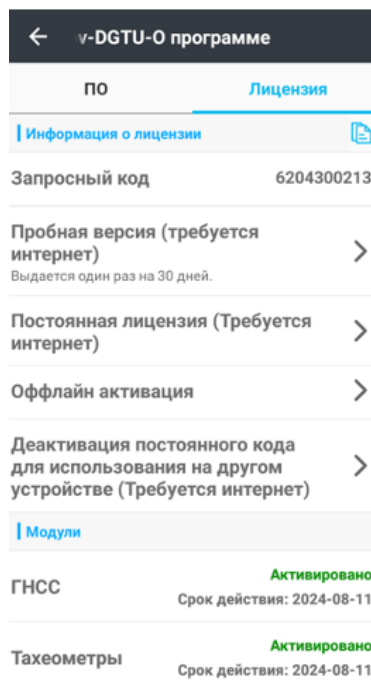 v-DGTU-О программе
ПО
Лицензия
Информация о лицензии
Запросный код
6204300213
Пробная версия (требуется
интернет)
Выдается один раз на 30 дней.
Постоянная лицензия (Требуется
интернет)
Оффлайн активация
Деактивация постоянного кода
для использования на другом
устройстве (Требуется интернет)
Модули
ГНСС
Активировано
Срок действия: 2024-08-11
Тахеометры
Активировано
Срок действия: 2024-08-11